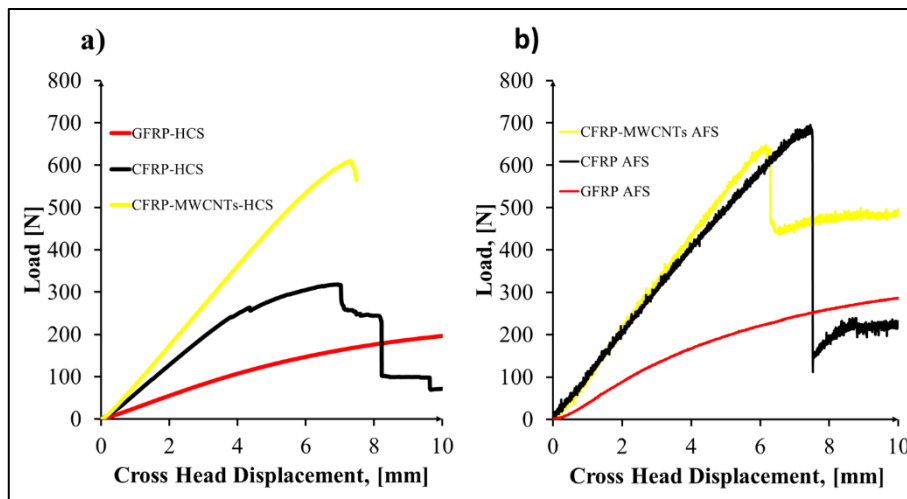 a)
800
700
600
500
400
300
200
100
0
Load [N]
GFRP-HCS
CFRP-HCS
CFRP-MWCNTs-HCS
0 2 4 6 8 10
Cross Head Displacement, [mm]
b)
800
700
600
500
400
300
200
100
0
Load, [N]
CFRP-MWCNTs AFS
CFRP AFS
GFRP AFS
0 2 4 6 8 10
Cross Head Displacement, [mm]